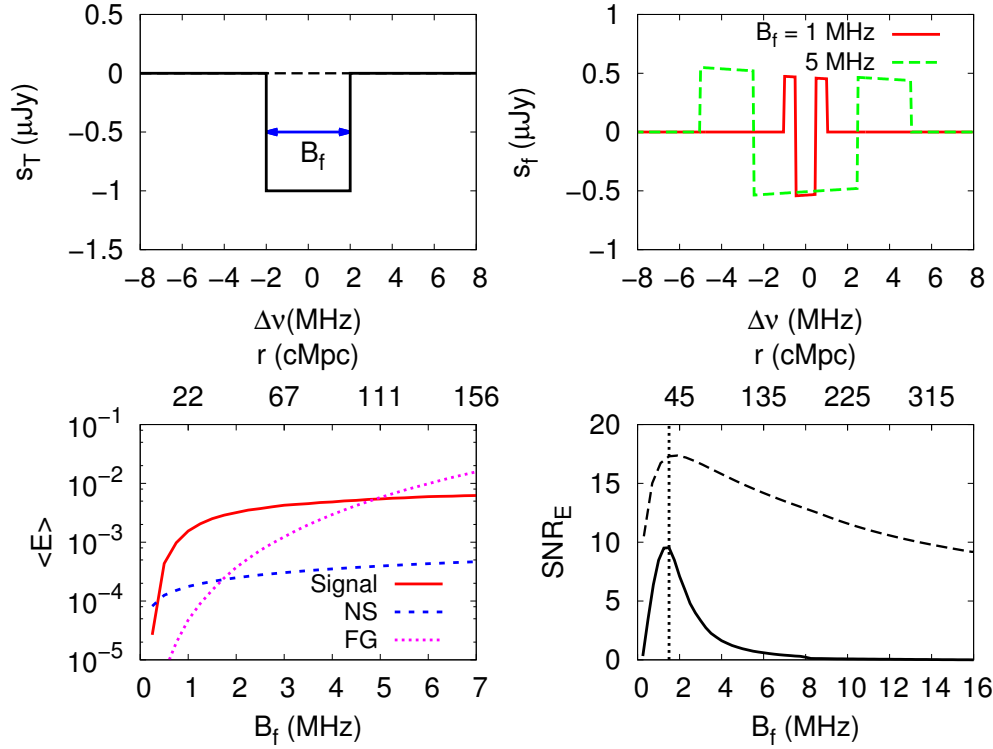 0.5
0
−0.5
−1
−1.5
s_T (μJy)
B_f
−8 −6 −4 −2 0 2 4 6 8
Δν(MHz)
1
0.5
0
−0.5
−1
s_f (μJy)
B_f = 1 MHz
5 MHz
−8 −6 −4 −2 0 2 4 6 8
Δν (MHz)
r (cMpc)
22 67 111 156
10^−1
10^−2
10^−3
10^−4
10^−5
<E>
Signal
NS
FG
0 1 2 3 4 5 6 7
B_f (MHz)
r (cMpc)
45 135 225 315
20
15
10
5
0
SNR_E
0 2 4 6 8 10 12 14 16
B_f (MHz)